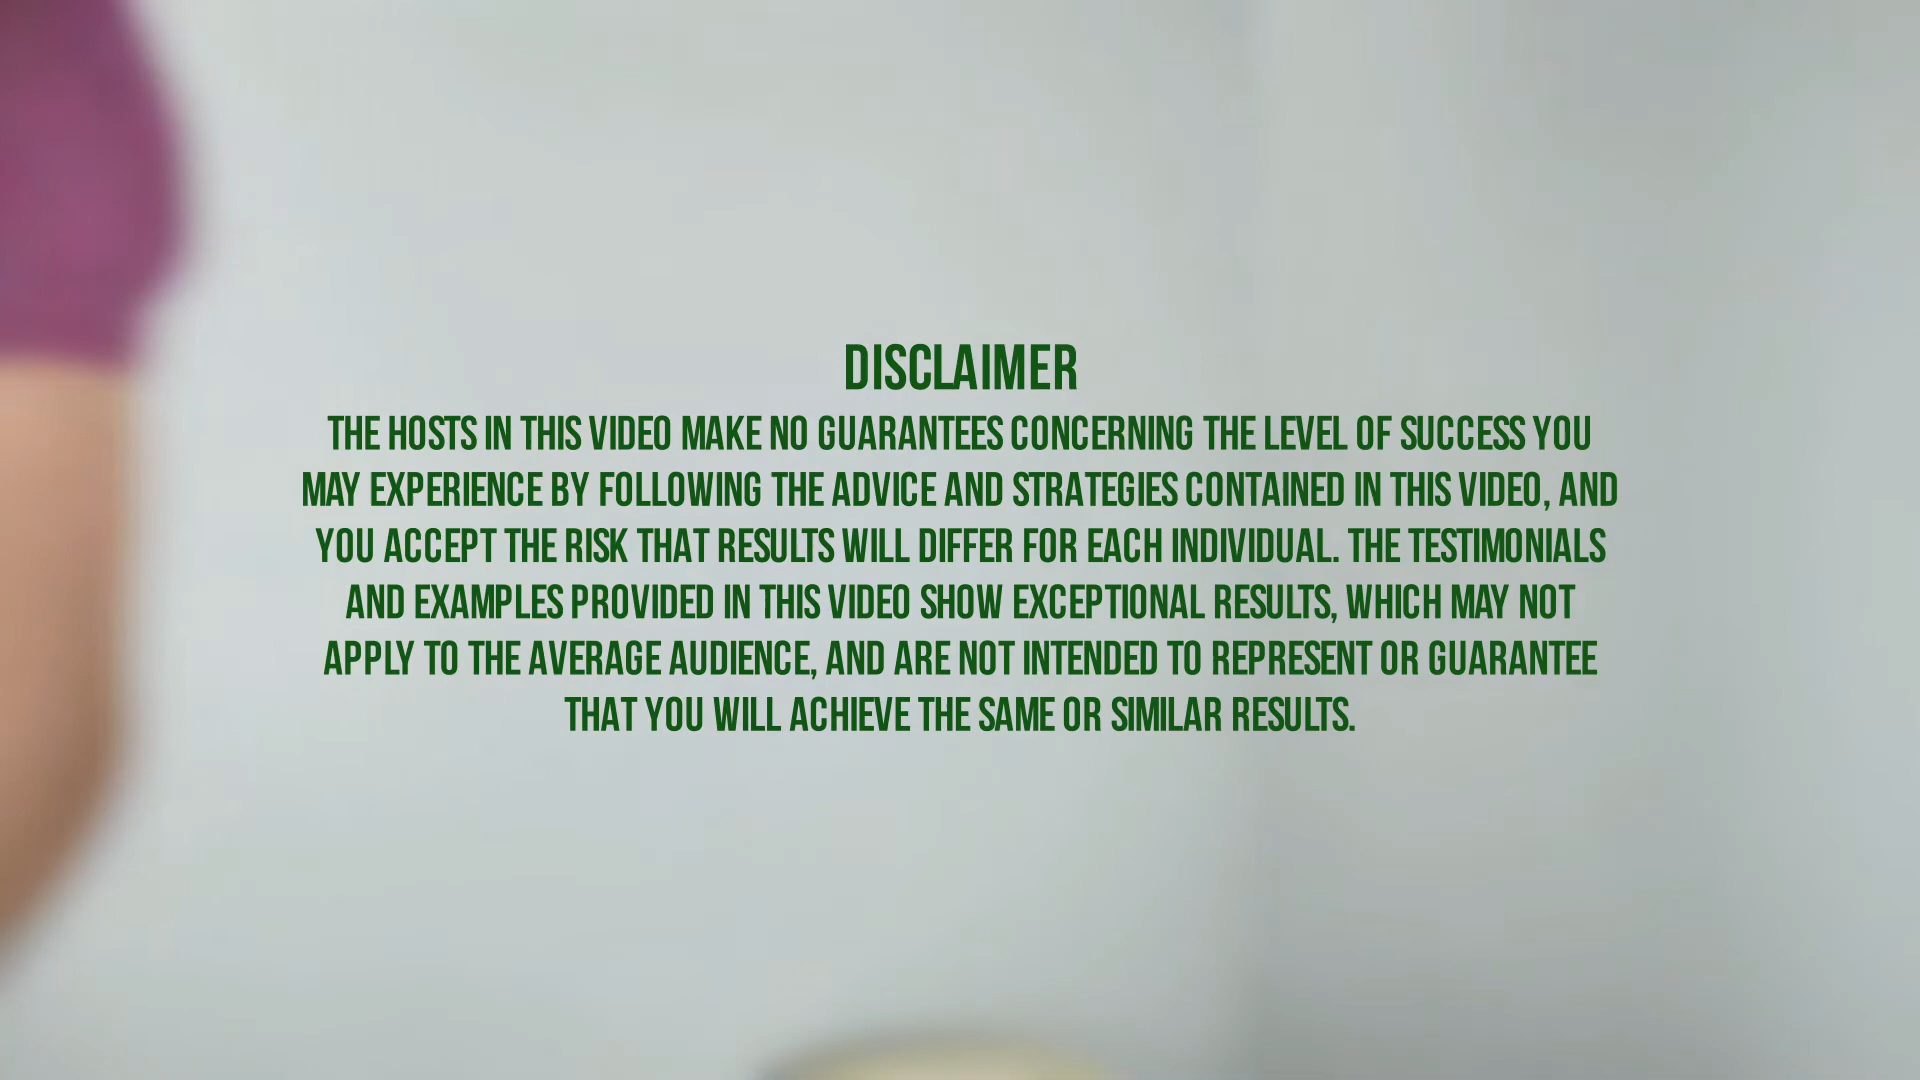 DISCLAIMER
THE HOSTS IN THIS VIDEO MAKE NO GUARANTEES CONCERNING THE LEVEL OF SUCCESS YOU
MAY EXPERIENCE BY FOLLOWING THE ADVICE AND STRATEGIES CONTAINED IN THIS VIDEO, AND
YOU ACCEPT THE RISK THAT RESULTS WILL DIFFER FOR EACH INDIVIDUAL. THE TESTIMONIALS
AND EXAMPLES PROVIDED IN THIS VIDEO SHOW EXCEPTIONAL RESULTS, WHICH MAY NOT
APPLY TO THE AVERAGE AUDIENCE, AND ARE NOT INTENDED TO REPRESENT OR GUARANTEE
THAT YOU WILL ACHIEVE THE SAME OR SIMILAR RESULTS.